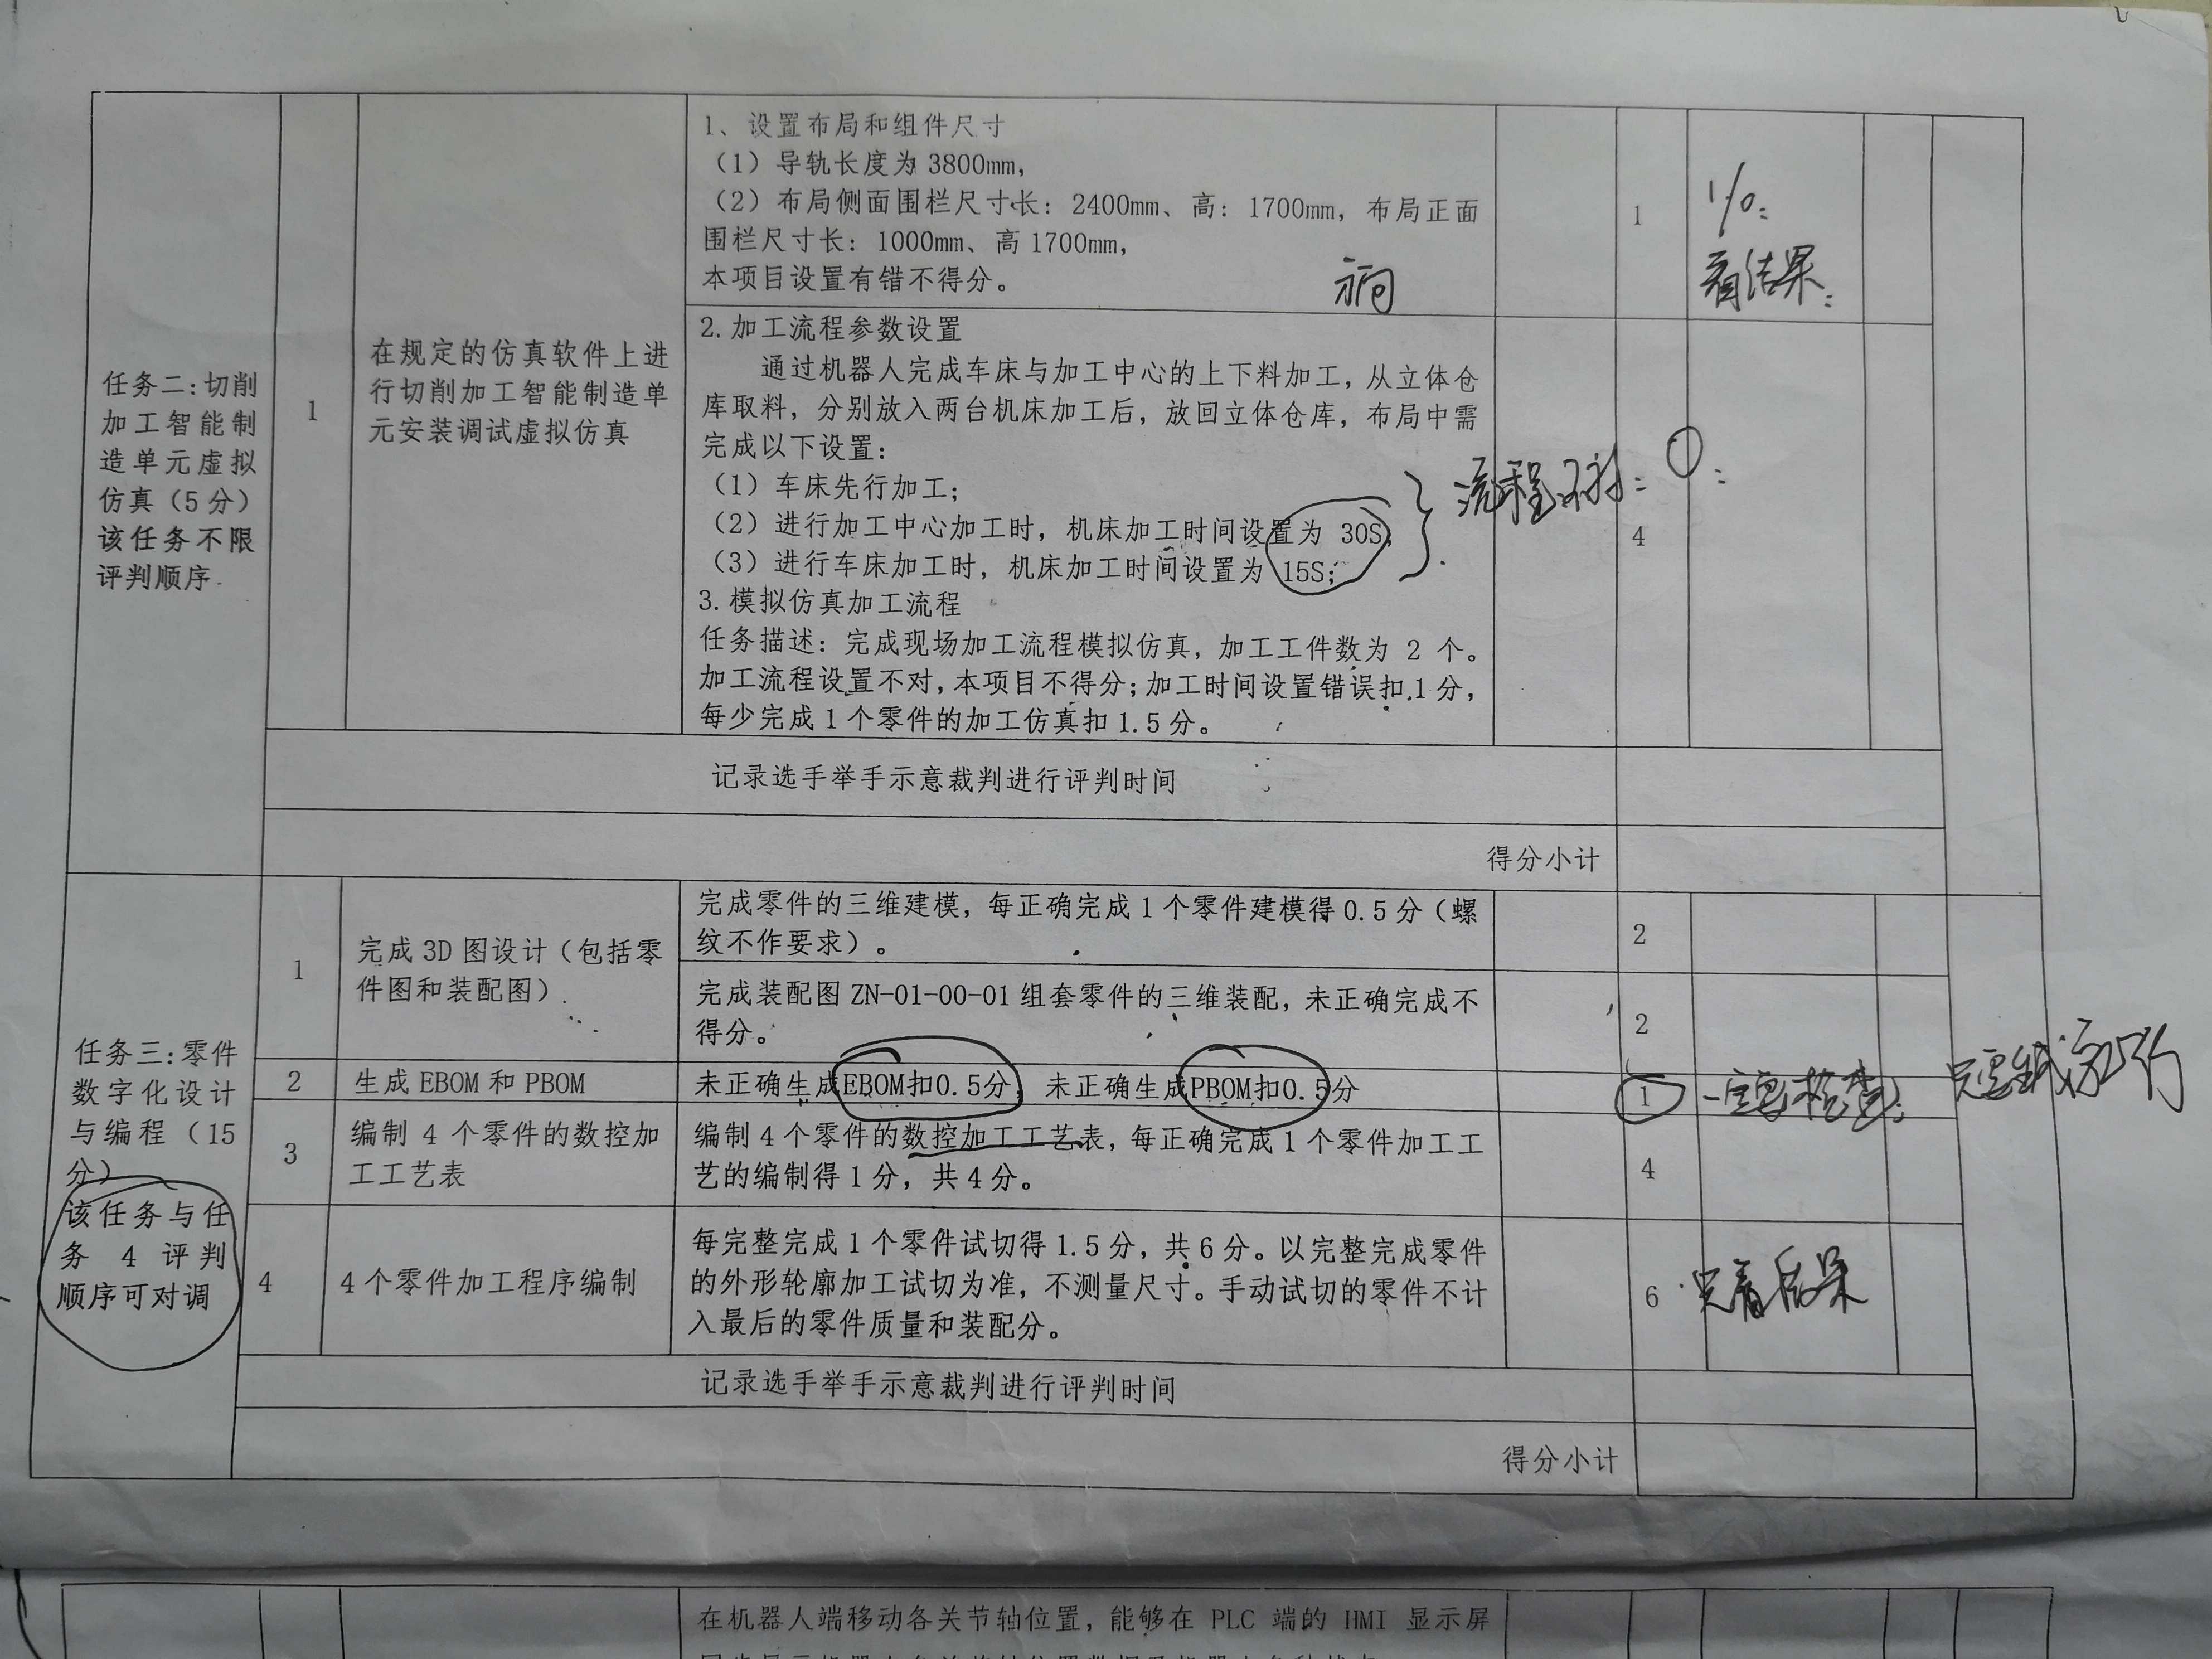 任务二：切削
加工智能制
造单元虚拟
仿真（5分）
该任务不限
评判顺序.
1
在规定的仿真软件上进
行切削加工智能制造单
元安装调试虚拟仿真
1、设置布局和组件尺寸
（1）导轨长度为 3800mm，
（2）布局侧面围栏尺寸长：2400mm、高：1700mm，布局正面
围栏尺寸长：1000mm、高 1700mm，
本项目设置有错不得分。
1
1/0：
看结果：
2.加工流程参数设置
通过机器人完成车床与加工中心的上下料加工，从立体仓
库取料，分别放入两台机床加工后，放回立体仓库，布局中需
完成以下设置：
（1）车床先行加工；
（2）进行加工中心加工时，机床加工时间设置为 30S，
（3）进行车床加工时，机床加工时间设置为 15S；
3.模拟仿真加工流程
任务描述：完成现场加工流程模拟仿真，加工工件数为 2 个。
加工流程设置不对，本项目不得分；加工时间设置错误扣 1 分，
每少完成 1 个零件的加工仿真扣 1.5 分。
流程不对：0：
4
记录选手举手示意裁判进行评判时间
得分小计
任务三：零件
数字化设计
与编程（15
分）
该任务与任
务 4 评判
顺序可对调
1
完成 3D 图设计（包括零
件图和装配图）.
完成零件的三维建模，每正确完成 1 个零件建模得 0.5 分（螺
纹不作要求）。
2
完成装配图 ZN-01-00-01 组套零件的三维装配，未正确完成不
得分。
2
2
生成 EBOM 和 PBOM
未正确生成EBOM扣0.5分，未正确生成PBOM扣0.5分
1
一定要检查：
3
编制 4 个零件的数控加
工工艺表
编制 4 个零件的数控加工工艺表，每正确完成 1 个零件加工工
艺的编制得 1 分，共 4 分。
4
4
4 个零件加工程序编制
每完整完成 1 个零件试切得 1.5 分，共 6 分。以完整完成零件
的外形轮廓加工试切为准，不测量尺寸。手动试切的零件不计
入最后的零件质量和装配分。
6
只看结果
记录选手举手示意裁判进行评判时间
得分小计
在机器人端移动各关节轴位置，能够在 PLC 端的 HMI 显示屏